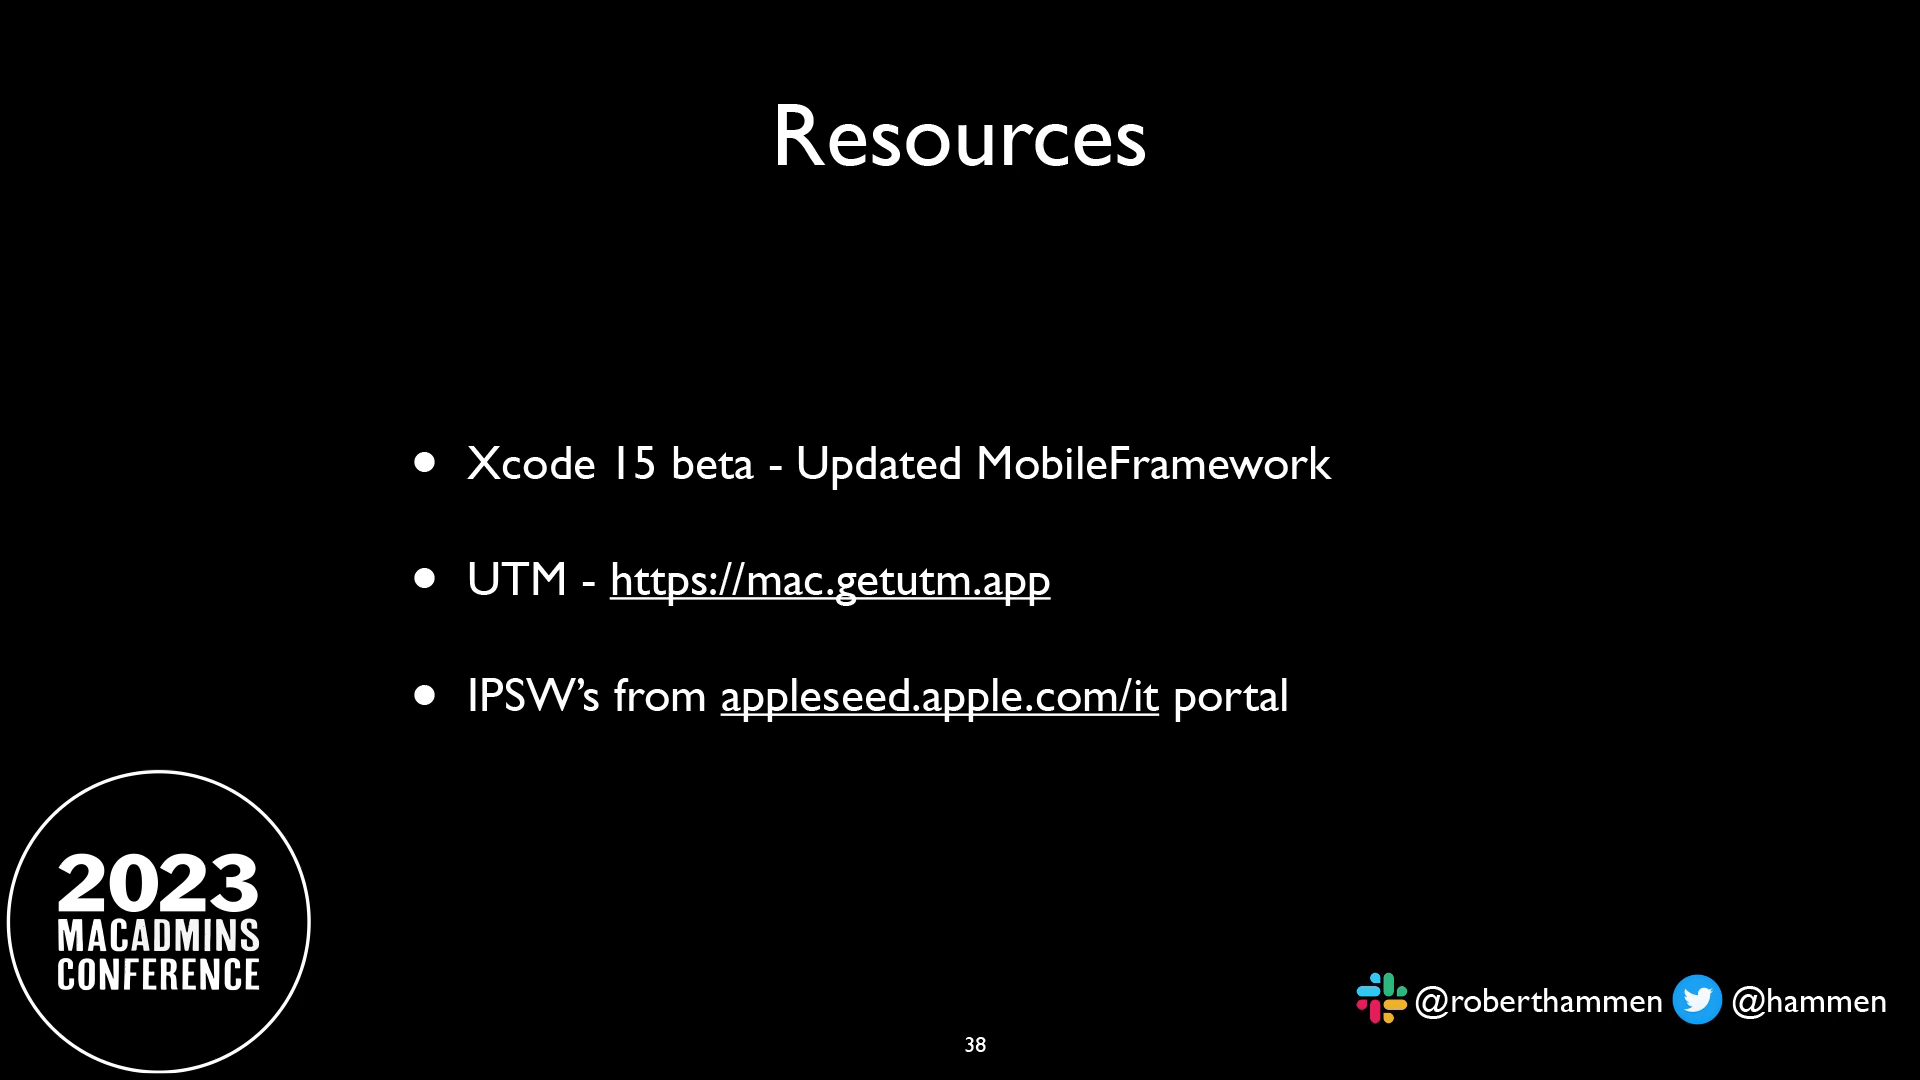 Resources
• Xcode 15 beta - Updated MobileFramework
• UTM - https://mac.getutm.app
• IPSW’s from appleseed.apple.com/it portal
2023
MACADMINS
CONFERENCE
@roberthammen @hammen
38